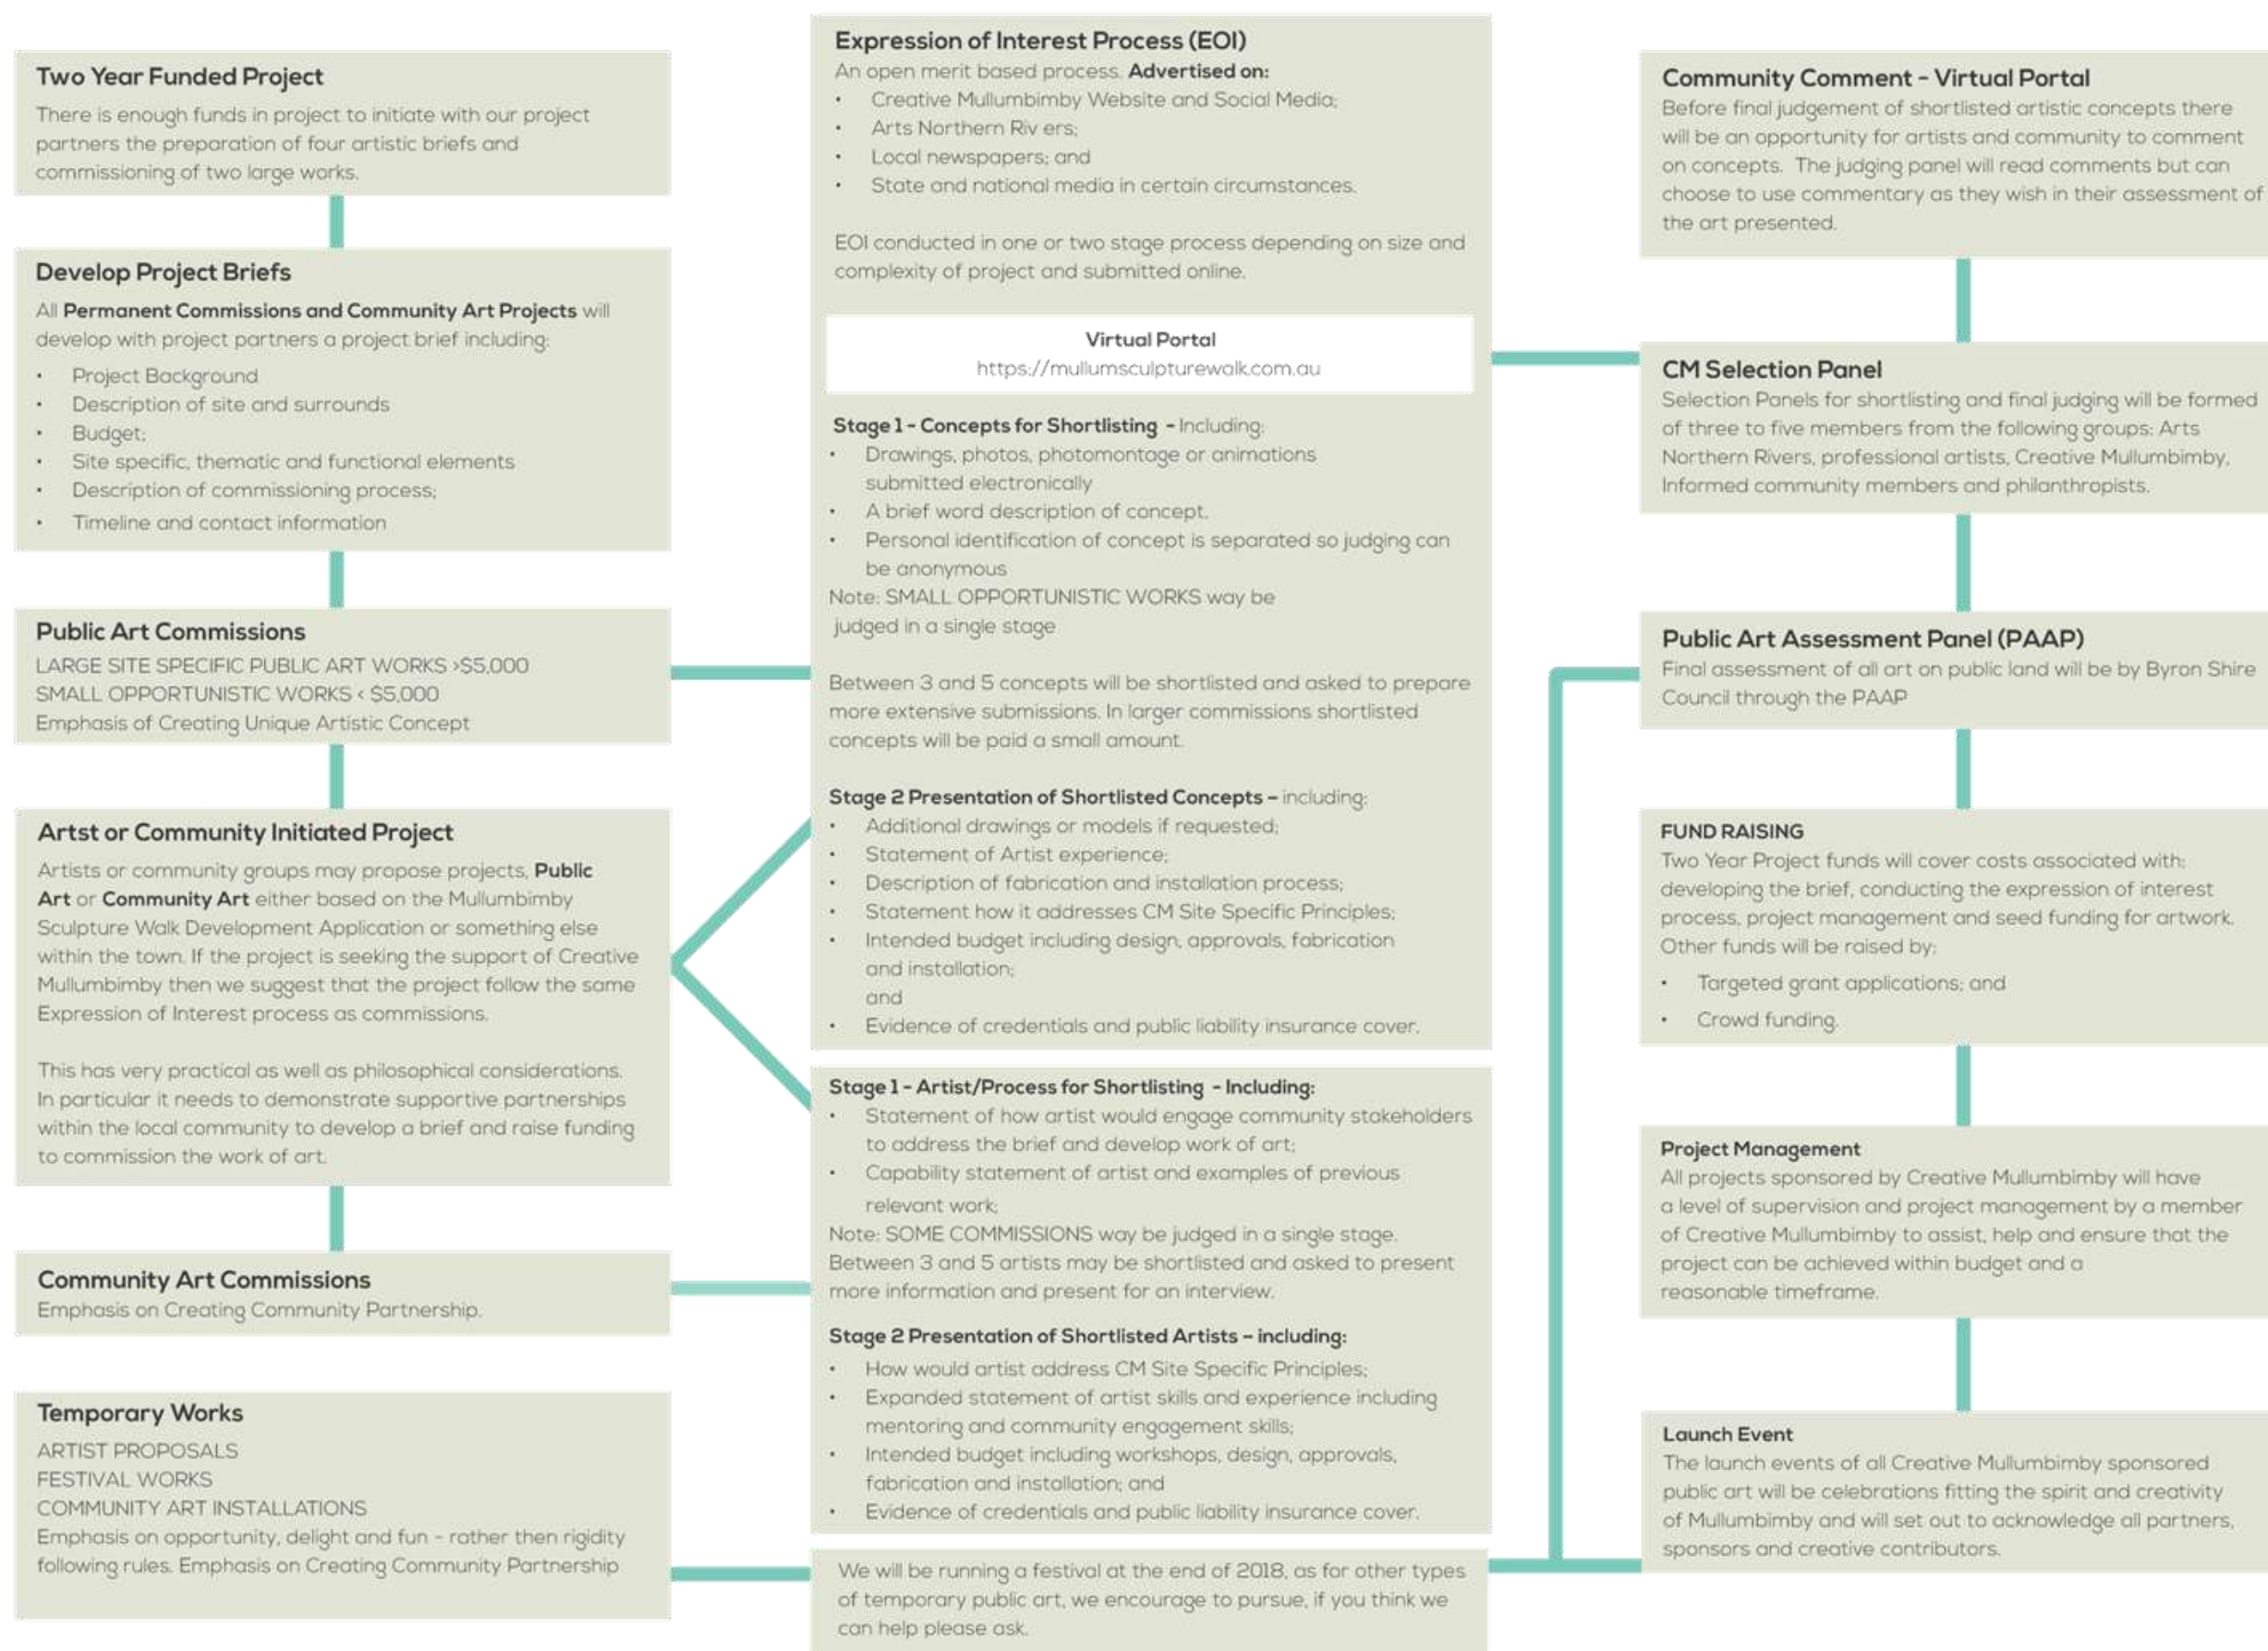 Two Year Funded Project
There is enough funds in project to initiate with our project
partners the preparation of four artistic briefs and
commissioning of two large works.
Develop Project Briefs
All Permanent Commissions and Community Art Projects will
develop with project partners a project brief including:
• Project Background
• Description of site and surrounds
• Budget;
• Site specific, thematic and functional elements
• Description of commissioning process;
• Timeline and contact information
Public Art Commissions
LARGE SITE SPECIFIC PUBLIC ART WORKS >$5,000
SMALL OPPORTUNISTIC WORKS < $5,000
Emphasis of Creating Unique Artistic Concept
Artst or Community Initiated Project
Artists or community groups may propose projects, Public
Art or Community Art either based on the Mullumbimby
Sculpture Walk Development Application or something else
within the town. If the project is seeking the support of Creative
Mullumbimby then we suggest that the project follow the same
Expression of Interest process as commissions.
This has very practical as well as philosophical considerations.
In particular it needs to demonstrate supportive partnerships
within the local community to develop a brief and raise funding
to commission the work of art.
Community Art Commissions
Emphasis on Creating Community Partnership.
Temporary Works
ARTIST PROPOSALS
FESTIVAL WORKS
COMMUNITY ART INSTALLATIONS
Emphasis on opportunity, delight and fun - rather then rigidity
following rules. Emphasis on Creating Community Partnership
Expression of Interest Process (EOI)
An open merit based process. Advertised on:
• Creative Mullumbimby Website and Social Media;
• Arts Northern Riv ers;
• Local newspapers; and
• State and national media in certain circumstances.
EOI conducted in one or two stage process depending on size and
complexity of project and submitted online.
Virtual Portal
https://mullumsculpturewalk.com.au
Stage 1 - Concepts for Shortlisting - Including:
• Drawings, photos, photomontage or animations
submitted electronically
• A brief word description of concept.
• Personal identification of concept is separated so judging can
be anonymous
Note: SMALL OPPORTUNISTIC WORKS way be
judged in a single stage
Between 3 and 5 concepts will be shortlisted and asked to prepare
more extensive submissions. In larger commissions shortlisted
concepts will be paid a small amount.
Stage 2 Presentation of Shortlisted Concepts – including:
• Additional drawings or models if requested;
• Statement of Artist experience;
• Description of fabrication and installation process;
• Statement how it addresses CM Site Specific Principles;
• Intended budget including design, approvals, fabrication
and installation;
and
• Evidence of credentials and public liability insurance cover.
Stage 1 - Artist/Process for Shortlisting - Including:
• Statement of how artist would engage community stakeholders
to address the brief and develop work of art;
• Capability statement of artist and examples of previous
relevant work;
Note: SOME COMMISSIONS way be judged in a single stage.
Between 3 and 5 artists may be shortlisted and asked to present
more information and present for an interview.
Stage 2 Presentation of Shortlisted Artists – including:
• How would artist address CM Site Specific Principles;
• Expanded statement of artist skills and experience including
mentoring and community engagement skills;
• Intended budget including workshops, design, approvals,
fabrication and installation; and
• Evidence of credentials and public liability insurance cover.
We will be running a festival at the end of 2018, as for other types
of temporary public art, we encourage to pursue, if you think we
can help please ask.
Community Comment - Virtual Portal
Before final judgement of shortlisted artistic concepts there
will be an opportunity for artists and community to comment
on concepts. The judging panel will read comments but can
choose to use commentary as they wish in their assessment of
the art presented.
CM Selection Panel
Selection Panels for shortlisting and final judging will be formed
of three to five members from the following groups: Arts
Northern Rivers, professional artists, Creative Mullumbimby,
Informed community members and philanthropists.
Public Art Assessment Panel (PAAP)
Final assessment of all art on public land will be by Byron Shire
Council through the PAAP
FUND RAISING
Two Year Project funds will cover costs associated with:
developing the brief, conducting the expression of interest
process, project management and seed funding for artwork.
Other funds will be raised by:
• Targeted grant applications; and
• Crowd funding.
Project Management
All projects sponsored by Creative Mullumbimby will have
a level of supervision and project management by a member
of Creative Mullumbimby to assist, help and ensure that the
project can be achieved within budget and a
reasonable timeframe.
Launch Event
The launch events of all Creative Mullumbimby sponsored
public art will be celebrations fitting the spirit and creativity
of Mullumbimby and will set out to acknowledge all partners,
sponsors and creative contributors.